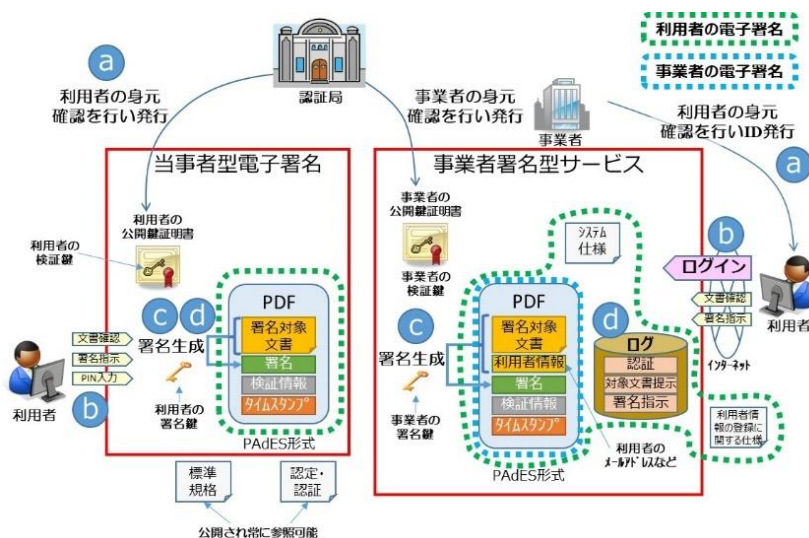 a
利用者の身元
確認を行い発行
認証局
事業者の身元
確認を行い発行
事業者
利用者の電子署名
事業者の電子署名
利用者の身元
確認を行いID発行
a
当事者型電子署名
利用者の
公開鍵証明書
利用者の
検証鍵
c
d
署名生成
利用者の
署名鍵
文書確認
署名指示
PIN入力
利用者
b
PDF
署名対象
文書
署名
検証情報
タイムスタンプ
PAdES形式
標準
規格
認定・
認証
公開され常に参照可能
事業者署名型サービス
事業者の
公開鍵証明書
事業者の
検証鍵
c
署名生成
事業者の
署名鍵
PDF
署名対象
文書
利用者情報
署名
検証情報
タイムスタンプ
PAdES形式
システム
仕様
d
ログ
認証
対象文書提示
署名指示
利用者の
メールアドレスなど
b
ログイン
文書確認
署名指示
インターネット
利用者
利用者情
報の登録に
関する仕様